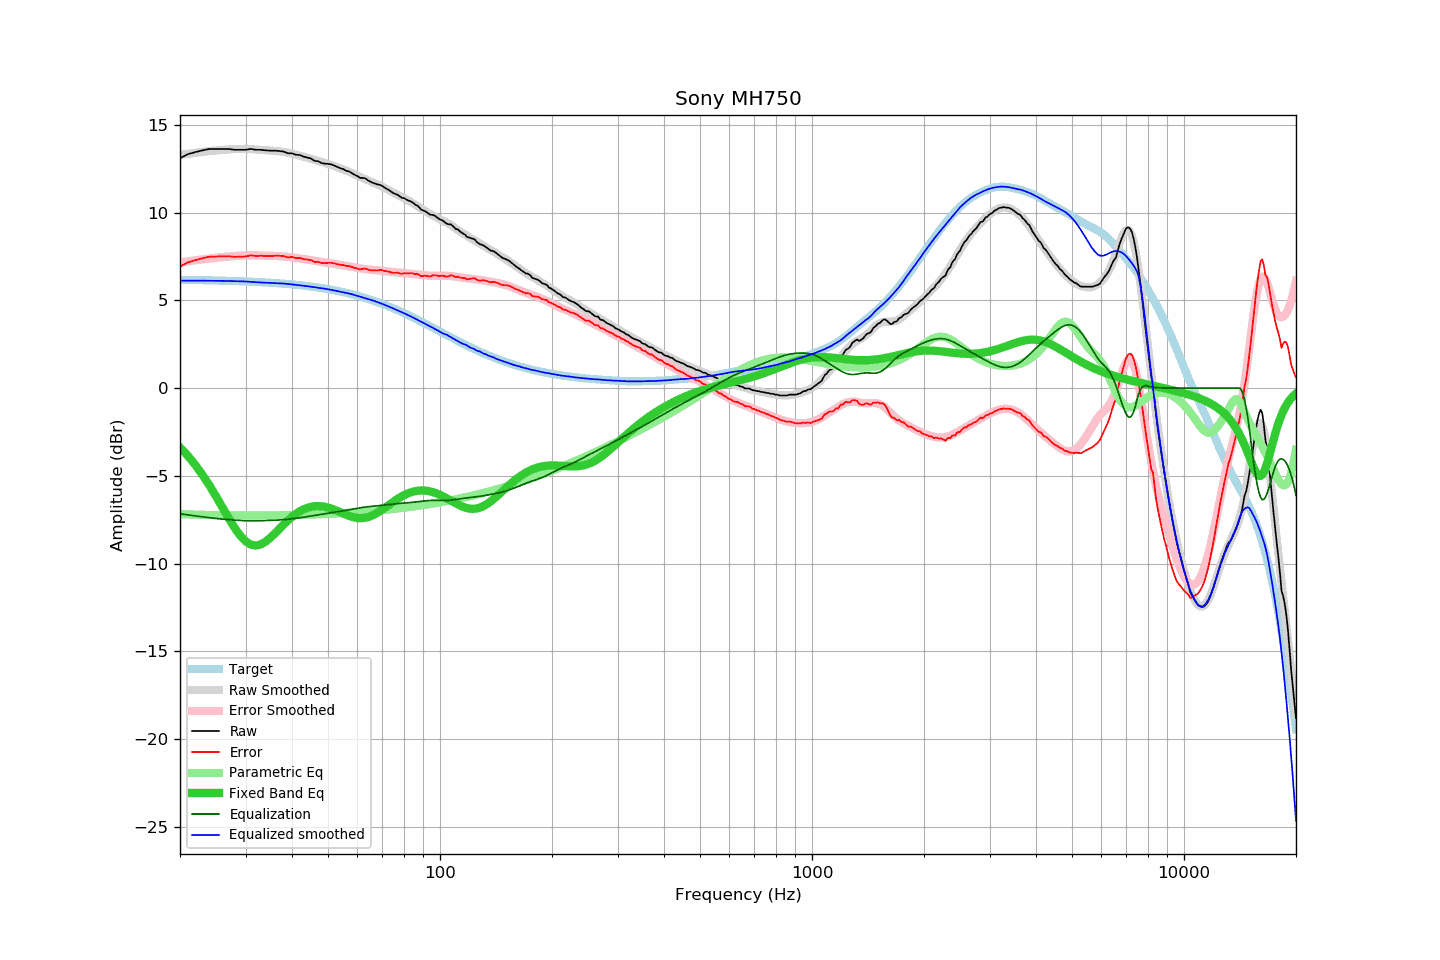 Sony MH750
15
10
5
0
−5
−10
−15
−20
−25
Amplitude (dBr)
Target
Raw Smoothed
Error Smoothed
Raw
Error
Parametric Eq
Fixed Band Eq
Equalization
Equalized smoothed
100
1000
10000
Frequency (Hz)